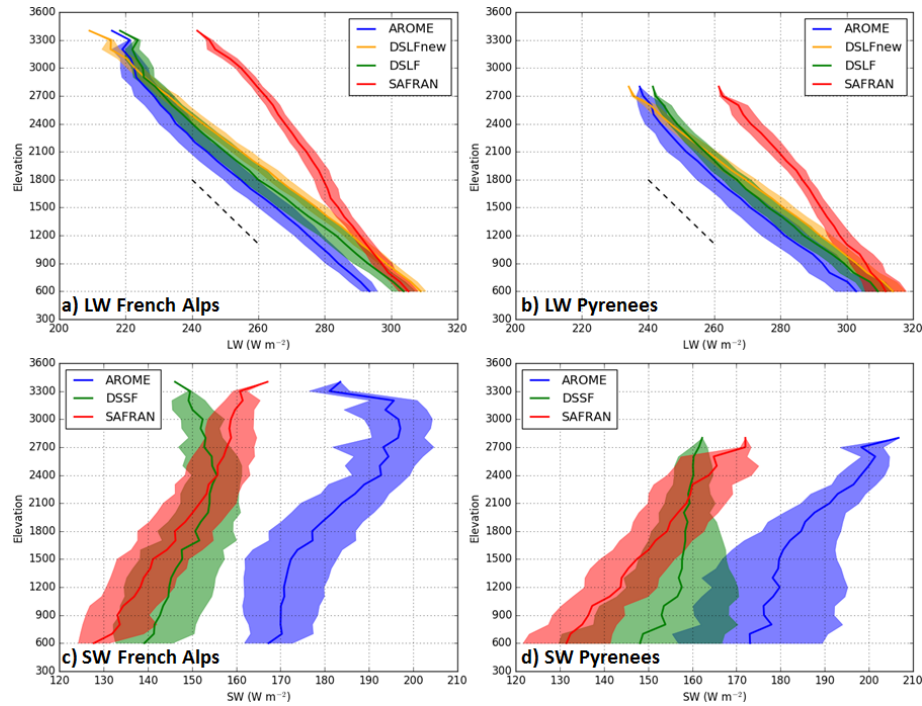 3600
3300
3000
2700
2400
2100
1800
1500
1200
900
600
300
Elevation
AROME
DSLFnew
DSLF
SAFRAN
a) LW French Alps
200 220 240 260 280 300 320
LW (W m⁻²)
3600
3300
3000
2700
2400
2100
1800
1500
1200
900
600
300
Elevation
AROME
DSLFnew
DSLF
SAFRAN
b) LW Pyrenees
200 220 240 260 280 300 320
LW (W m⁻²)
3600
3300
3000
2700
2400
2100
1800
1500
1200
900
600
300
Elevation
AROME
DSSF
SAFRAN
c) SW French Alps
120 130 140 150 160 170 180 190 200 210
SW (W m⁻²)
3600
3300
3000
2700
2400
2100
1800
1500
1200
900
600
300
Elevation
AROME
DSSF
SAFRAN
d) SW Pyrenees
120 130 140 150 160 170 180 190 200 210
SW (W m⁻²)